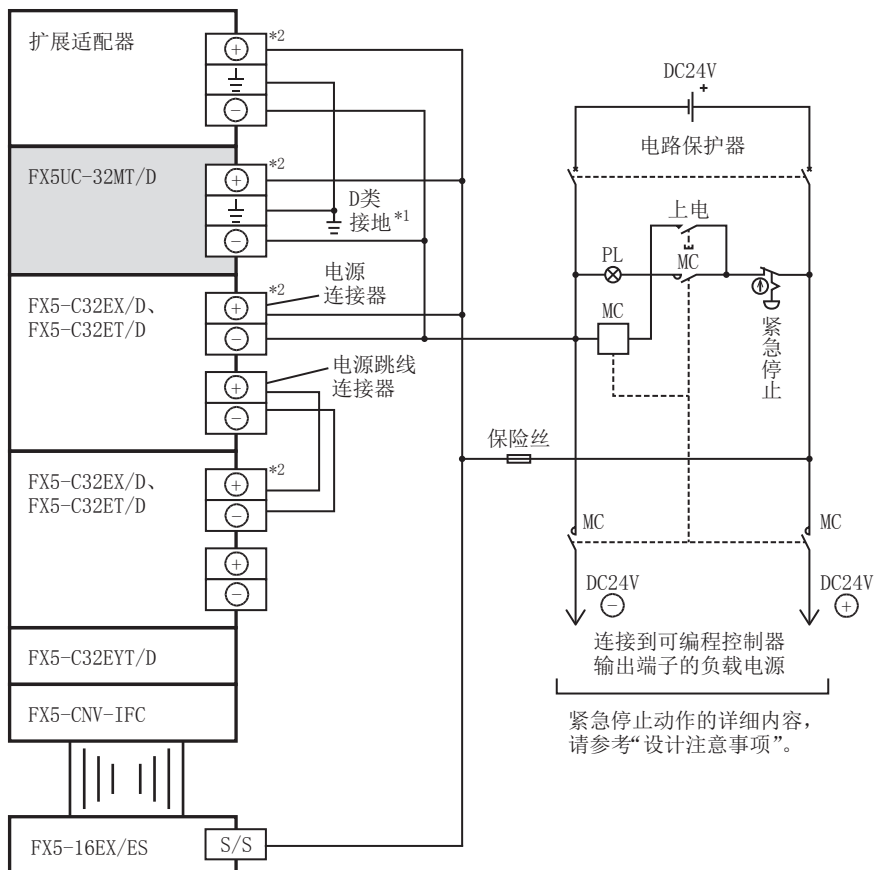 扩展适配器
*2
FX5UC-32MT/D
*2
D类
接地*1
FX5-C32EX/D、
FX5-C32ET/D
*2
电源
连接器
电源跳线
连接器
FX5-C32EX/D、
FX5-C32ET/D
*2
FX5-C32EYT/D
FX5-CNV-IFC
FX5-16EX/ES
S/S
DC24V
+
电路保护器
上电
PL
MC
MC
紧急停止
保险丝
MC
MC
DC24V
DC24V
连接到可编程控制器
输出端子的负载电源
紧急停止动作的详细内容，
请参考“设计注意事项”。